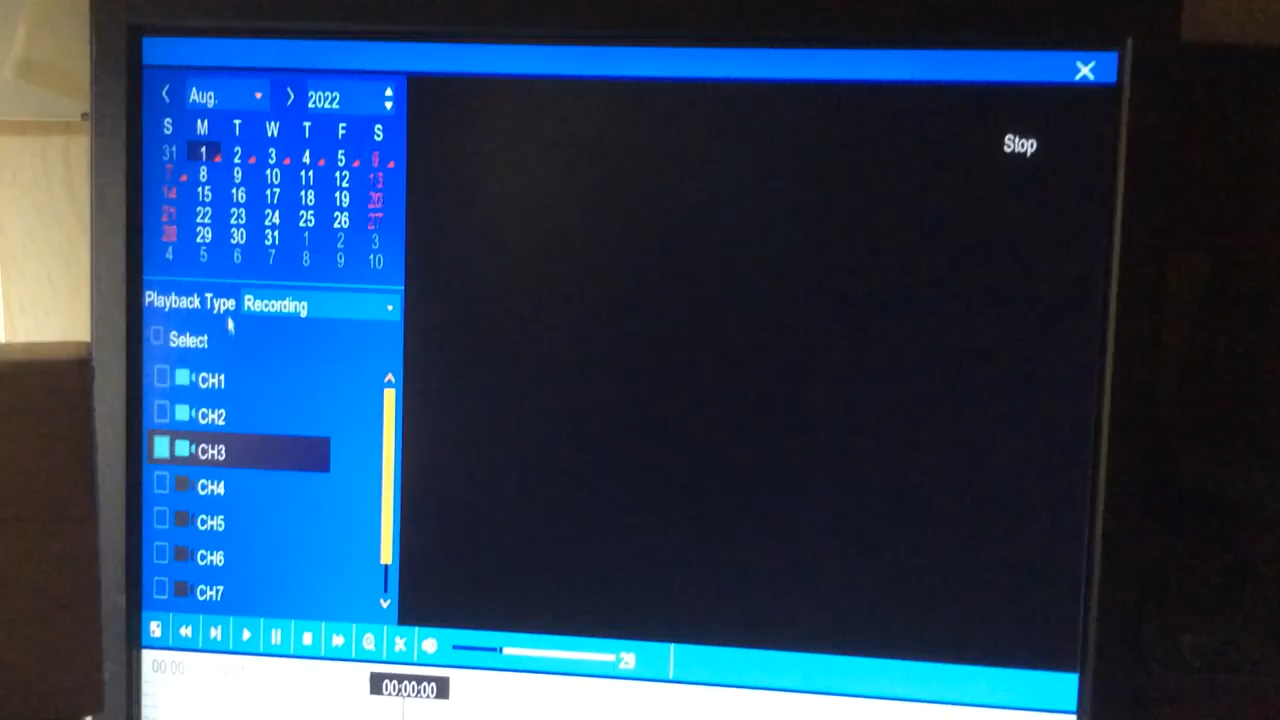 Aug. 2022
S M T W T F S
31 1 2 3 4 5 6
7 8 9 10 11 12 13
14 15 16 17 18 19 20
21 22 23 24 25 26 27
28 29 30 31 1 2 3
4 5 6 7 8 9 10
Stop
Playback Type Recording
Select
CH1
CH2
CH3
CH4
CH5
CH6
CH7
29
00:00
00:00:00